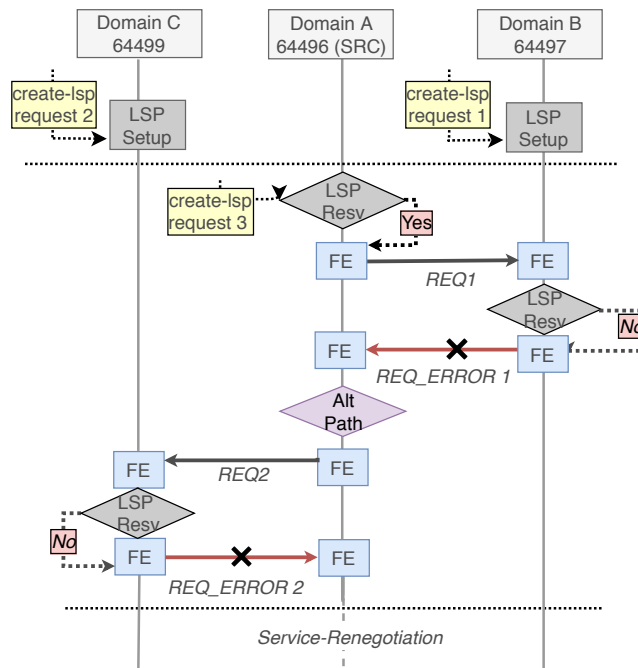 Domain C
64499
Domain A
64496 (SRC)
Domain B
64497
create-lsp
request 2
LSP
Setup
create-lsp
request 1
LSP
Setup
create-lsp
request 3
LSP
Resv
Yes
FE
REQ1
FE
LSP
Resv
No
FE
REQ_ERROR 1
FE
Alt
Path
FE
REQ2
FE
LSP
Resv
No
FE
REQ_ERROR 2
FE
Service-Renegotiation